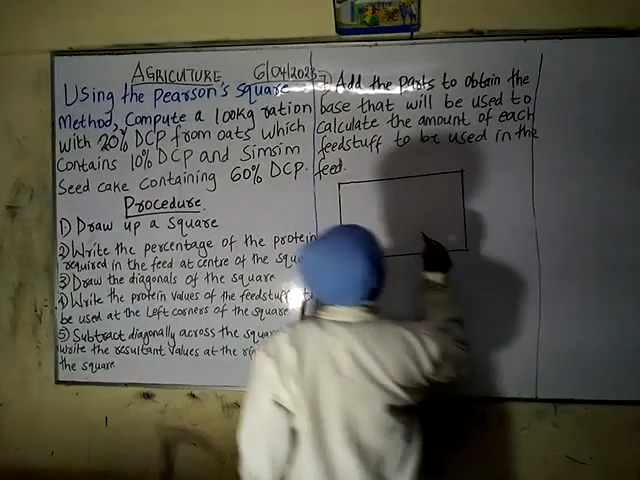 AGRICUTURE 6/04/2023
Using the pearson's square
Method, Compute a 100kg ration
with 20% DCP from oats which
Contains 10% DCP and Simsim
Seed cake containing 60% DCP.
Procedure
1) Draw up a square
2) Write the percentage of the protein
required in the feed at centre of the
3) Draw the diagonals of the square
4) Write the protein values of the feedstuff
be used at the Left corners of the square
5) Subtract diagonally across the
write the resultant values at the
the square
7) Add the parts to obtain the
base that will be used to
calculate the amount of each
feedstuff to be used in the
feed.